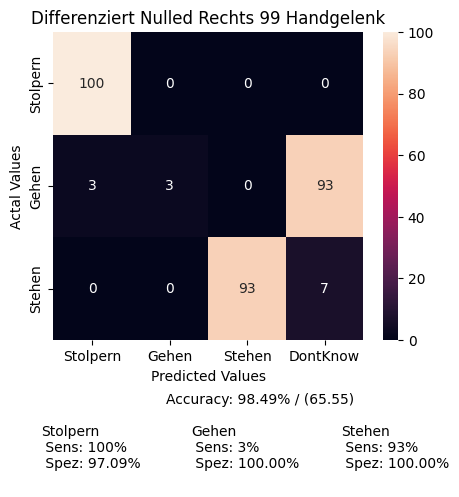 Differenziert Nulled Rechts 99 Handgelenk
Actal Values
Stolpern
Gehen
Stehen
100 0 0 0
3 3 0 93
0 0 93 7
Stolpern Gehen Stehen DontKnow
Predicted Values
100
80
60
40
20
0
Accuracy: 98.49% / (65.55)
Stolpern
Sens: 100%
Spez: 97.09%
Gehen
Sens: 3%
Spez: 100.00%
Stehen
Sens: 93%
Spez: 100.00%